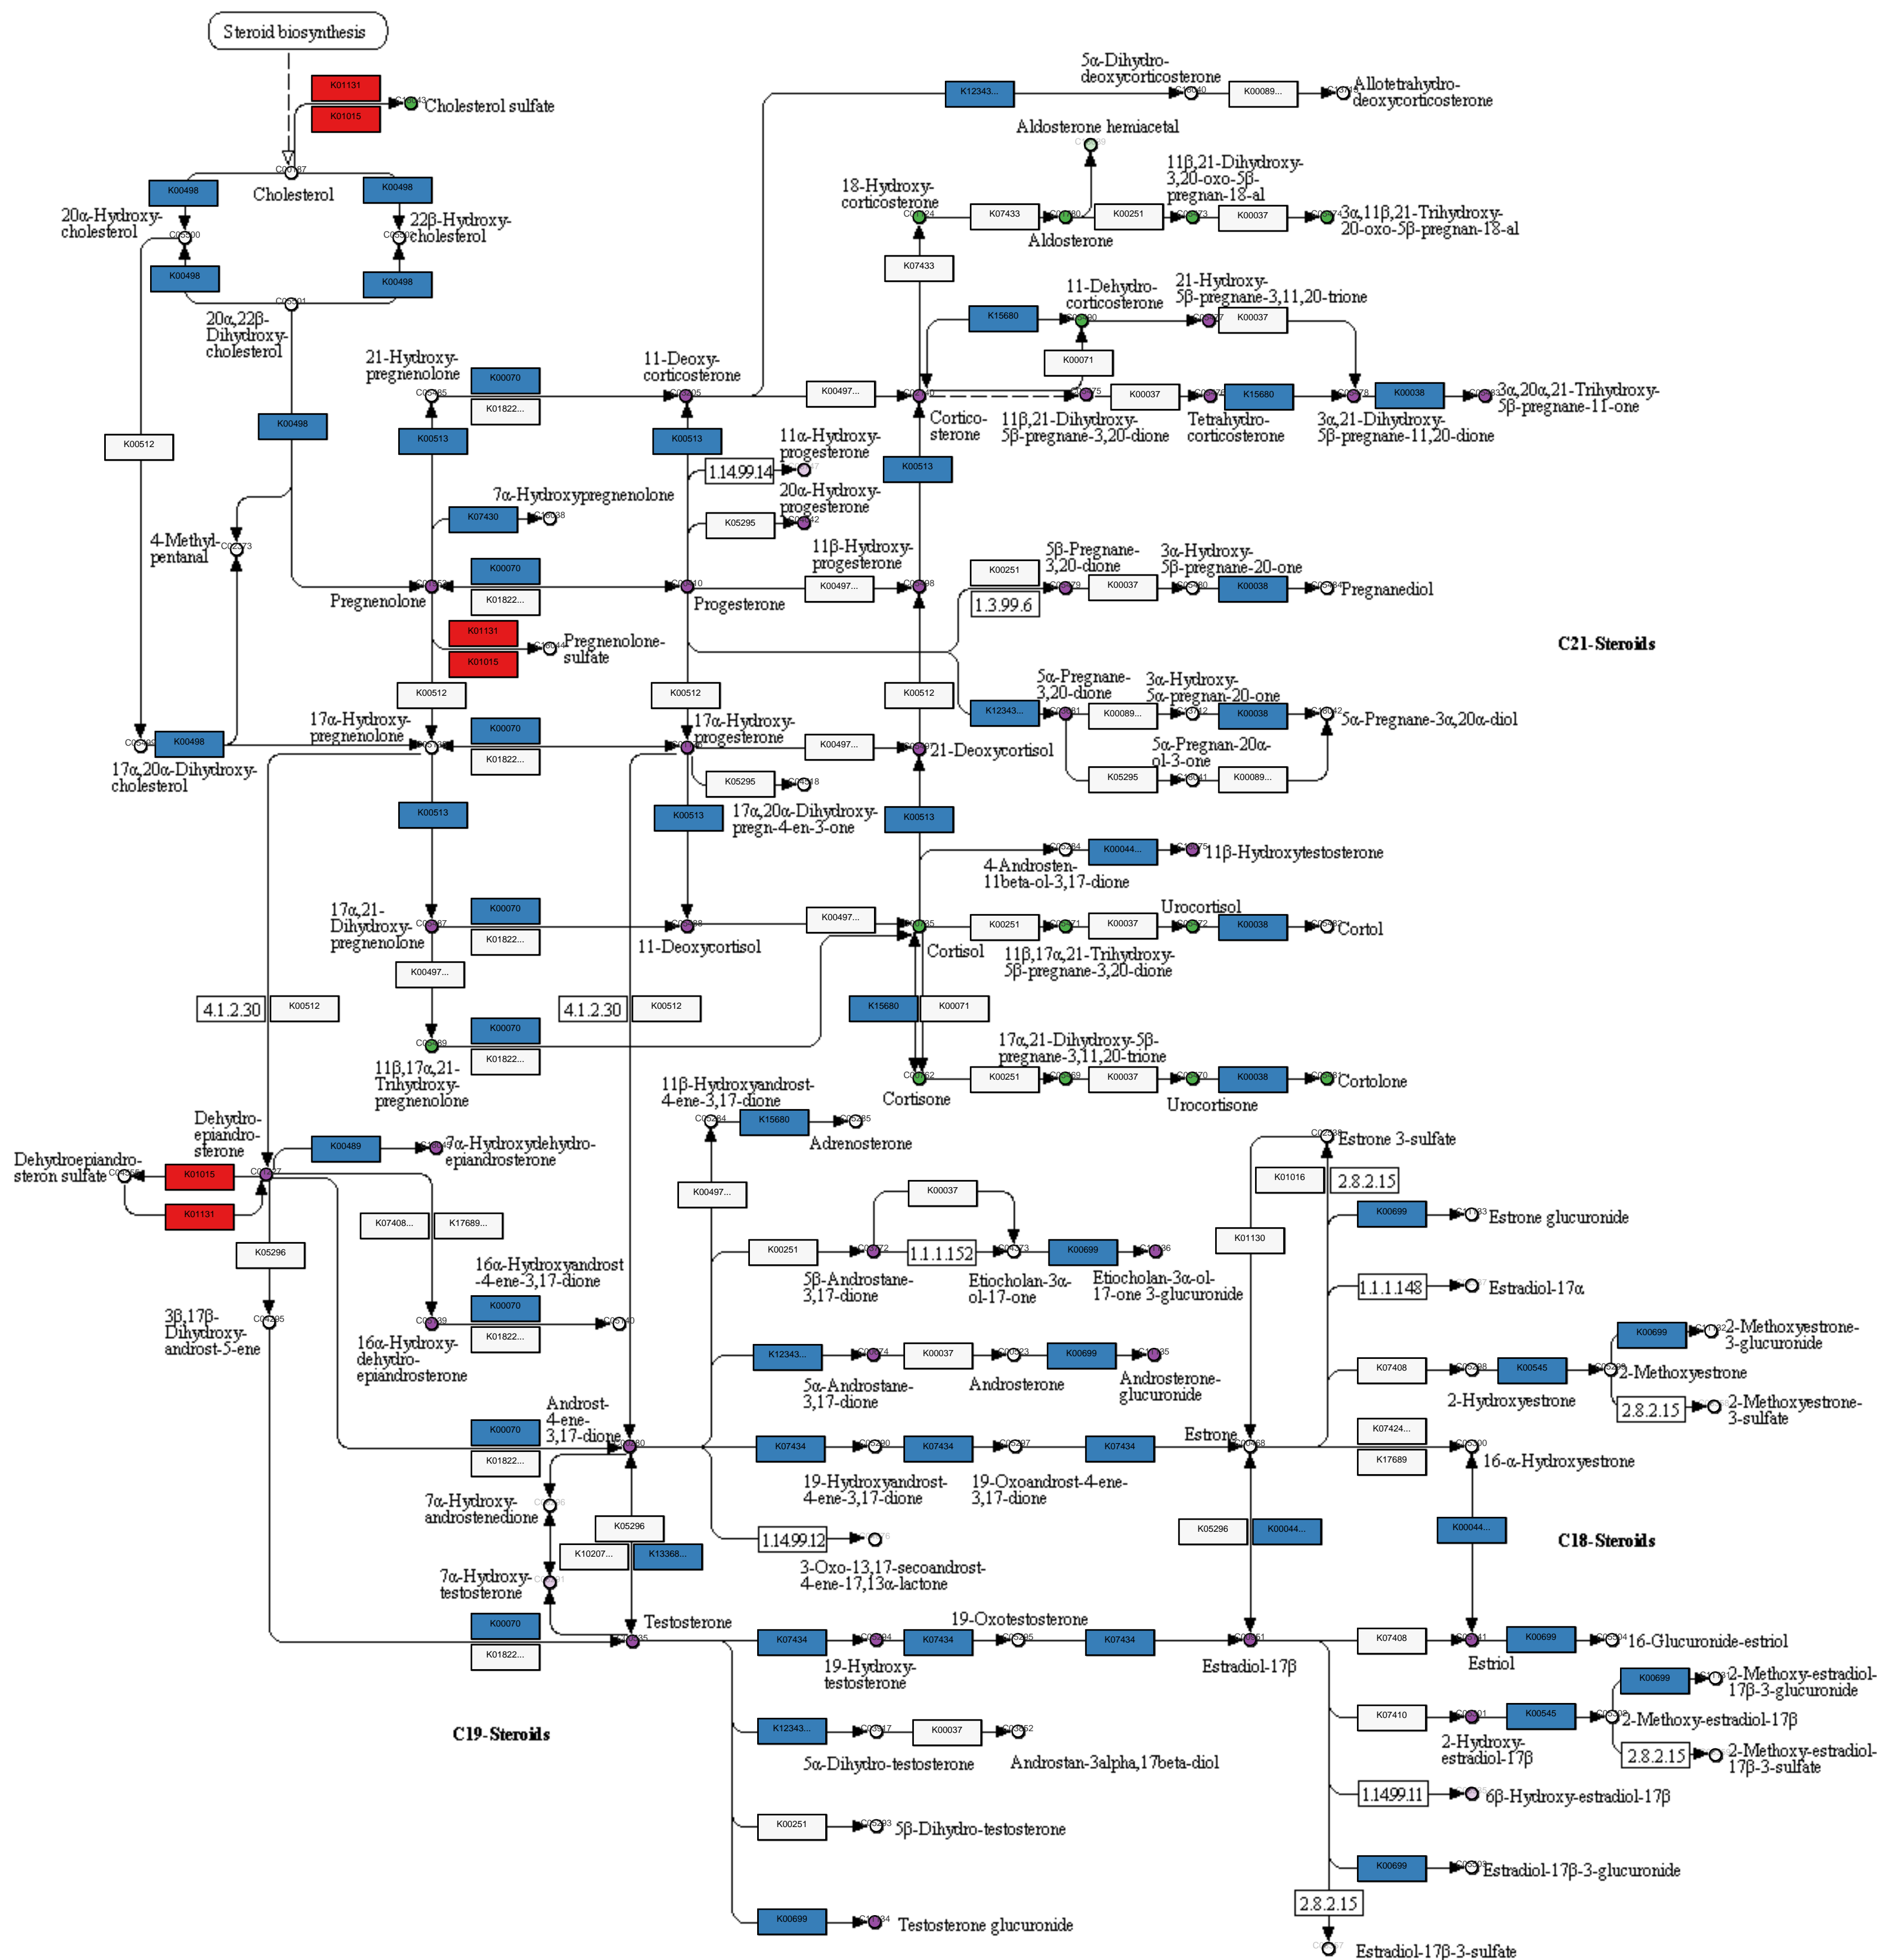 Steroid biosynthesis
K01131
K01015
Cholesterol sulfate
5α-Dihydro-
deoxycorticosterone
K12343...
K00089...
Allotetrahydro-
deoxycorticosterone
Aldosterone hemiacetal
K00498
Cholesterol
K00498
20α-Hydroxy-
cholesterol
22β-Hydroxy-
cholesterol
K00498
K00498
20α,22β-
Dihydroxy-
cholesterol
18-Hydroxy-
corticosterone
K07433
Aldosterone
K00251
11β,21-Dihydroxy-
3,20-oxo-5β-
pregnan-18-al
K00037
3α,11β,21-Trihydroxy-
20-oxo-5β-pregnan-18-al
K07433
K15680
11-Dehydro-
corticosterone
21-Hydroxy-
5β-pregnane-3,11,20-trione
K00037
K00071
21-Hydroxy-
pregnenolone
K00070
K01822...
11-Deoxy-
corticosterone
K00497...
Cortico-
sterone
11β,21-Dihydroxy-
5β-pregnane-3,20-dione
K00037
Tetrahydro-
corticosterone
K15680
3α,21-Dihydroxy-
5β-pregnane-11,20-dione
K00038
3α,20α,21-Trihydroxy-
5β-pregnane-11-one
K00512
K00498
K00513
K00513
K00513
11α-Hydroxy-
progesterone
1.14.99.14
7α-Hydroxypregnenolone
K07430
20α-Hydroxy-
progesterone
K05295
4-Methyl-
pentanal
Pregnenolone
K00070
K01822...
Progesterone
11β-Hydroxy-
progesterone
K00497...
K00251
1.3.99.6
5β-Pregnane-
3,20-dione
K00037
3α-Hydroxy-
5β-pregnane-20-one
K00038
Pregnanediol
K01131
K01015
Pregnenolone-
sulfate
C21-Steroids
K00512
K00512
K00512
K12343...
5α-Pregnane-
3,20-dione
K00089...
3α-Hydroxy-
5α-pregnan-20-one
K00038
5α-Pregnane-3α,20α-diol
K00498
17α,20α-Dihydroxy-
cholesterol
17α-Hydroxy-
pregnenolone
K00070
K01822...
17α-Hydroxy-
progesterone
K00497...
21-Deoxycortisol
K05295
5α-Pregnan-20α-
ol-3-one
K00089...
K05295
17α,20α-Dihydroxy-
pregn-4-en-3-one
K00513
K00513
K00513
4-Androsten-
11beta-ol-3,17-dione
K00044...
11β-Hydroxytestosterone
17α,21-
Dihydroxy-
pregnenolone
K00070
K01822...
11-Deoxycortisol
K00497...
Cortisol
K00251
11β,17α,21-Trihydroxy-
5β-pregnane-3,20-dione
K00037
Urocortisol
K00038
Cortol
K00497...
4.1.2.30
K00512
4.1.2.30
K00512
K15680
K00071
11β,17α,21-
Trihydroxy-
pregnenolone
K00070
K01822...
Cortisone
K00251
17α,21-Dihydroxy-5β-
pregnane-3,11,20-trione
K00037
Urocortisone
K00038
Cortolone
Dehydro-
epiandro-
sterone
K00489
7α-Hydroxydehydro-
epiandrosterone
11β-Hydroxyandrost-
4-ene-3,17-dione
K15680
Adrenosterone
Estrone 3-sulfate
Dehydroepiandro-
steron sulfate
K01015
K01131
K05296
K07408...
K17689...
K00497...
K00037
K01016
2.8.2.15
K01130
K00699
Estrone glucuronide
K00251
5β-Androstane-
3,17-dione
1.1.1.152
Etiocholan-3α-
ol-17-one
K00699
Etiocholan-3α-ol-
17-one 3-glucuronide
1.1.1.148
Estradiol-17α
16α-Hydroxyandrost
-4-ene-3,17-dione
3β,17β-
Dihydroxy-
androst-5-ene
16α-Hydroxy-
dehydro-
epiandrosterone
K00070
K01822...
K12343...
5α-Androstane-
3,17-dione
K00037
Androsterone
K00699
Androsterone-
glucuronide
K07408
2-Hydroxyestrone
K00545
2-Methoxyestrone
K00699
2-Methoxyestrone-
3-glucuronide
2.8.2.15
2-Methoxyestrone-
3-sulfate
K00070
K01822...
Androst-
4-ene-
3,17-dione
K07434
19-Hydroxyandrost-
4-ene-3,17-dione
K07434
19-Oxoandrost-4-ene-
3,17-dione
K07434
Estrone
K07424...
K17689
16-α-Hydroxyestrone
7α-Hydroxy-
androstenedione
K05296
K10207...
K13368...
1.14.99.12
3-Oxo-13,17-secoandrost-
4-ene-17,13α-lactone
K05296
K00044...
K00044...
C18-Steroids
7α-Hydroxy-
testosterone
K00070
K01822...
Testosterone
K07434
19-Hydroxy-
testosterone
K07434
19-Oxotestosterone
K07434
Estradiol-17β
K07408
Estriol
K00699
16-Glucuronide-estriol
C19-Steroids
K12343...
5α-Dihydro-testosterone
K00037
Androstan-3alpha,17beta-diol
K07410
2-Hydroxy-
estradiol-17β
K00545
2-Methoxy-estradiol-17β
K00699
2-Methoxy-estradiol-
17β-3-glucuronide
2.8.2.15
2-Methoxy-estradiol-
17β-3-sulfate
1.14.99.11
6β-Hydroxy-estradiol-17β
K00251
5β-Dihydro-testosterone
K00699
Estradiol-17β-3-glucuronide
K00699
Testosterone glucuronide
2.8.2.15
Estradiol-17β-3-sulfate